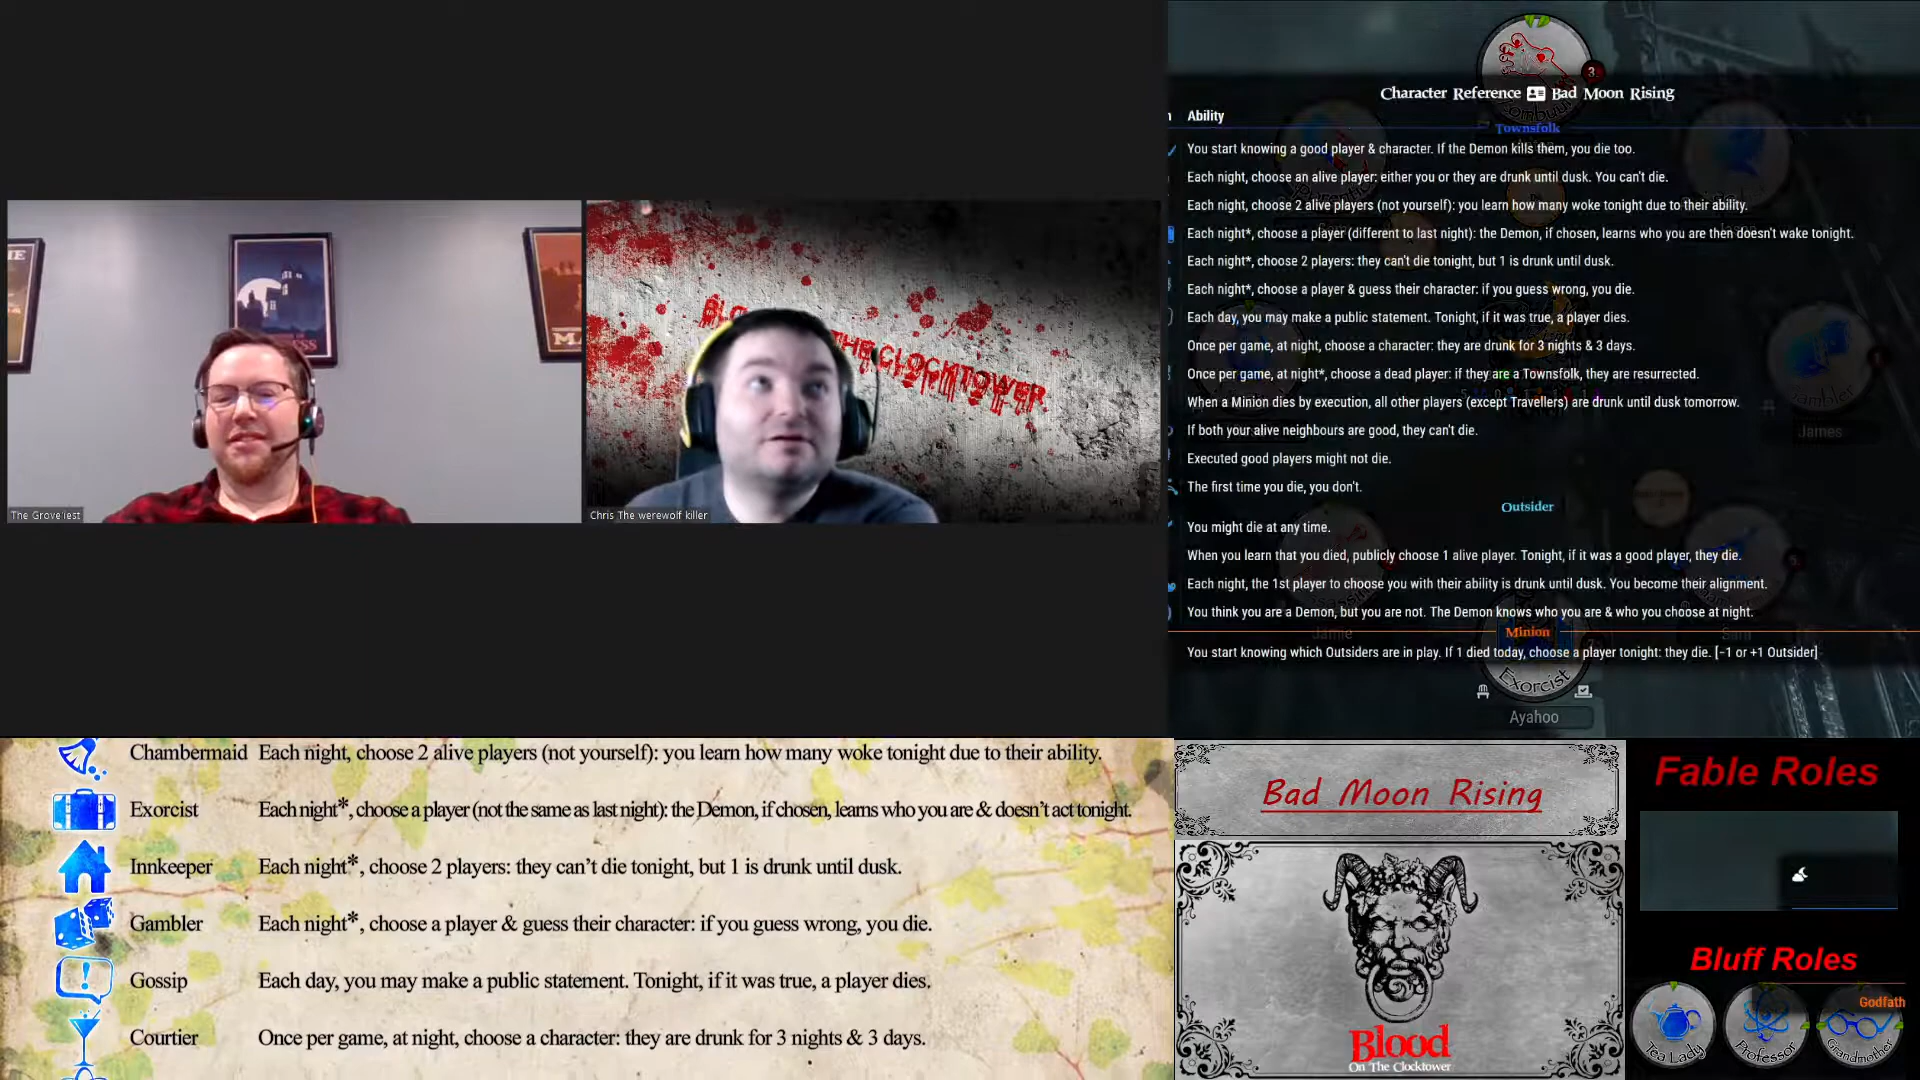 The Grove'iest
BLO
THE CLOCKTOWER
Chris The werewolf killer
3
Character Reference Bad Moon Rising
Ability
Townsfolk
You start knowing a good player & character. If the Demon kills them, you die too.
Each night, choose an alive player: either you or they are drunk until dusk. You can't die.
Each night, choose 2 alive players (not yourself): you learn how many woke tonight due to their ability.
Each night*, choose a player (different to last night): the Demon, if chosen, learns who you are then doesn't wake tonight.
Each night*, choose 2 players: they can't die tonight, but 1 is drunk until dusk.
Each night*, choose a player & guess their character: if you guess wrong, you die.
Each day, you may make a public statement. Tonight, if it was true, a player dies.
Once per game, at night, choose a character: they are drunk for 3 nights & 3 days.
Once per game, at night*, choose a dead player: if they are a Townsfolk, they are resurrected.
When a Minion dies by execution, all other players (except Travellers) are drunk until dusk tomorrow.
If both your alive neighbours are good, they can't die.
James
Executed good players might not die.
The first time you die, you don't.
Outsider
You might die at any time.
When you learn that you died, publicly choose 1 alive player. Tonight, if it was a good player, they die.
Each night, the 1st player to choose you with their ability is drunk until dusk. You become their alignment.
You think you are a Demon, but you are not. The Demon knows who you are & who you choose at night.
Minion
Jamie
Sam
You start knowing which Outsiders are in play. If 1 died today, choose a player tonight: they die. [-1 or +1 Outsider]
Exorcist
Ayahoo
Chambermaid Each night, choose 2 alive players (not yourself): you learn how many woke tonight due to their ability.
Exorcist Each night*, choose a player (not the same as last night): the Demon, if chosen, learns who you are & doesn't act tonight.
Innkeeper Each night*, choose 2 players: they can't die tonight, but 1 is drunk until dusk.
Gambler Each night*, choose a player & guess their character: if you guess wrong, you die.
Gossip Each day, you may make a public statement. Tonight, if it was true, a player dies.
Courtier Once per game, at night, choose a character: they are drunk for 3 nights & 3 days.
Bad Moon Rising
Blood
On The Clocktower
Fable Roles
Bluff Roles
Godfath
Tea Lady
Professor
Grandmother